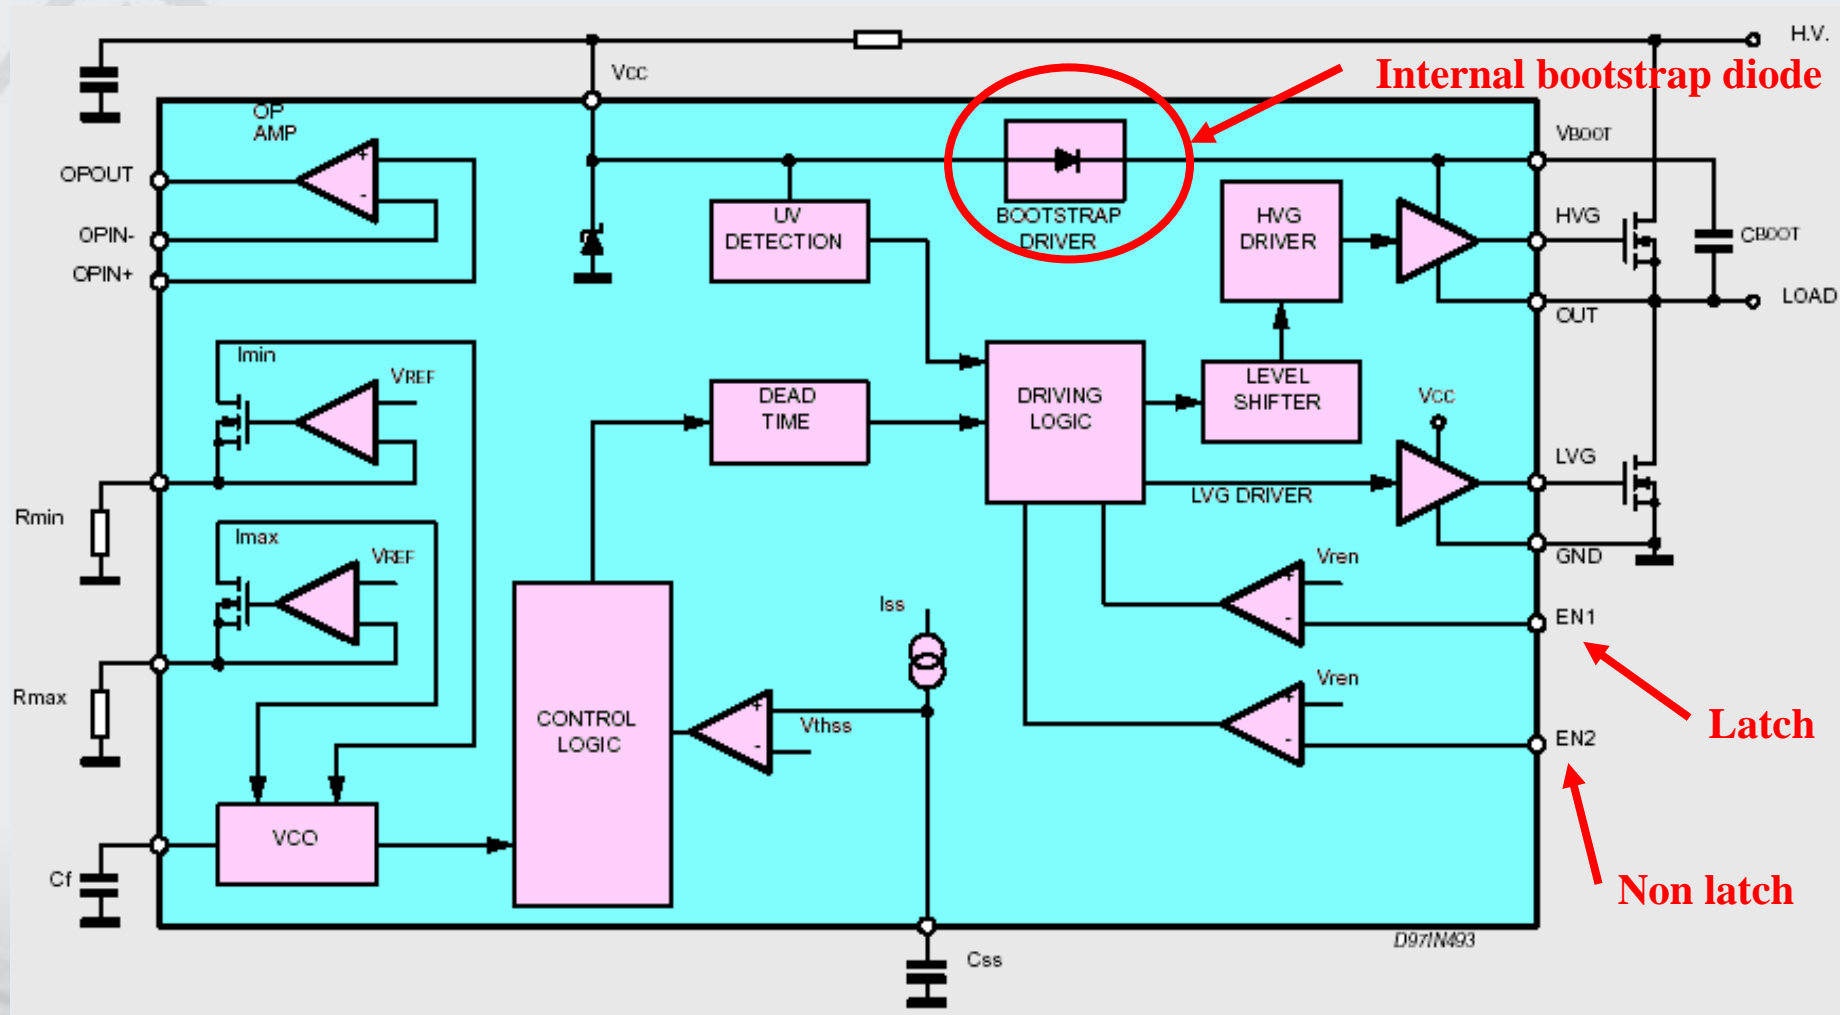 H.V.
Vcc
Internal bootstrap diode
OP
AMP
VBOOT
OPOUT
OPIN-
OPIN+
+
-
UV
DETECTION
BOOTSTRAP
DRIVER
HVG
DRIVER
HVG
CBOOT
LOAD
OUT
Imin
VREF
DEAD
TIME
DRIVING
LOGIC
LEVEL
SHIFTER
Vcc
LVG
LVG DRIVER
Rmin
Imax
VREF
GND
Vren
+
-
EN1
Iss
Rmax
CONTROL
LOGIC
+
-
Vthss
Vren
+
-
EN2
Latch
VCO
Cf
Non latch
D97IN493
Css